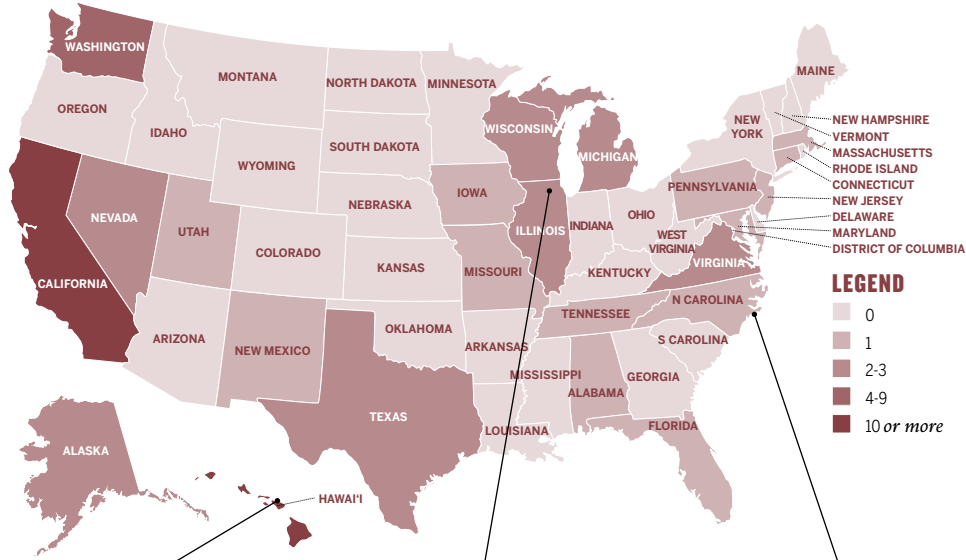 WASHINGTON
MONTANA
NORTH DAKOTA
MINNESOTA
MAINE
OREGON
IDAHO
WISCONSIN
MICHIGAN
NEW
YORK
NEW HAMPSHIRE
VERMONT
MASSACHUSETTS
RHODE ISLAND
CONNECTICUT
NEW JERSEY
DELAWARE
MARYLAND
DISTRICT OF COLUMBIA
SOUTH DAKOTA
WYOMING
IOWA
PENNSYLVANIA
NEBRASKA
NEVADA
UTAH
COLORADO
ILLINOIS
INDIANA
OHIO
WEST
VIRGINIA
VIRGINIA
CALIFORNIA
KANSAS
MISSOURI
KENTUCKY
ARIZONA
NEW MEXICO
OKLAHOMA
ARKANSAS
TENNESSEE
N CAROLINA
S CAROLINA
MISSISSIPPI
ALABAMA
GEORGIA
TEXAS
LOUISIANA
FLORIDA
ALASKA
HAWAI‘I
LEGEND
0
1
2-3
4-9
10 or more